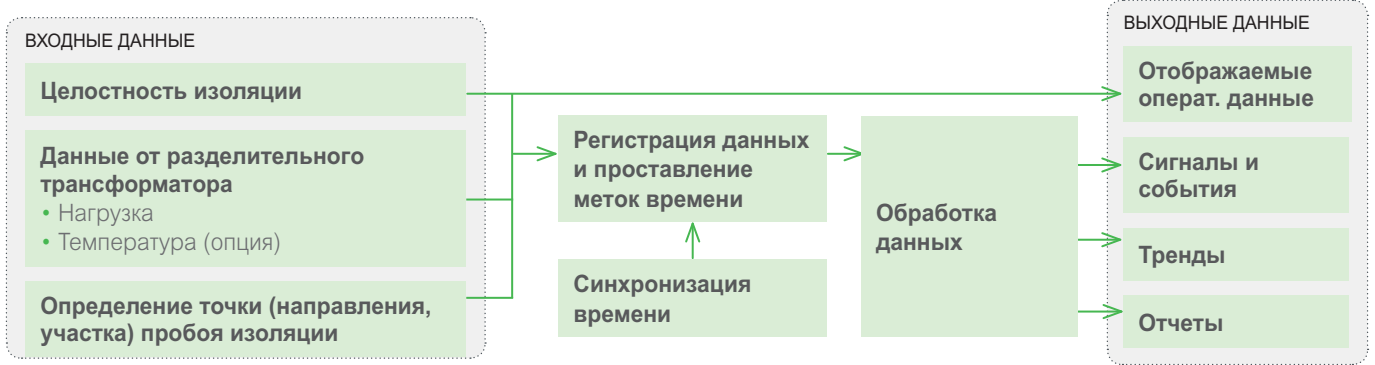 ВХОДНЫЕ ДАННЫЕ
Целостность изоляции
Данные от разделительного
трансформатора
• Нагрузка
• Температура (опция)
Определение точки (направления,
участка) пробоя изоляции
Регистрация данных
и проставление
меток времени
Синхронизация
времени
Обработка
данных
ВЫХОДНЫЕ ДАННЫЕ
Отображаемые
операт. данные
Сигналы и
события
Тренды
Отчеты